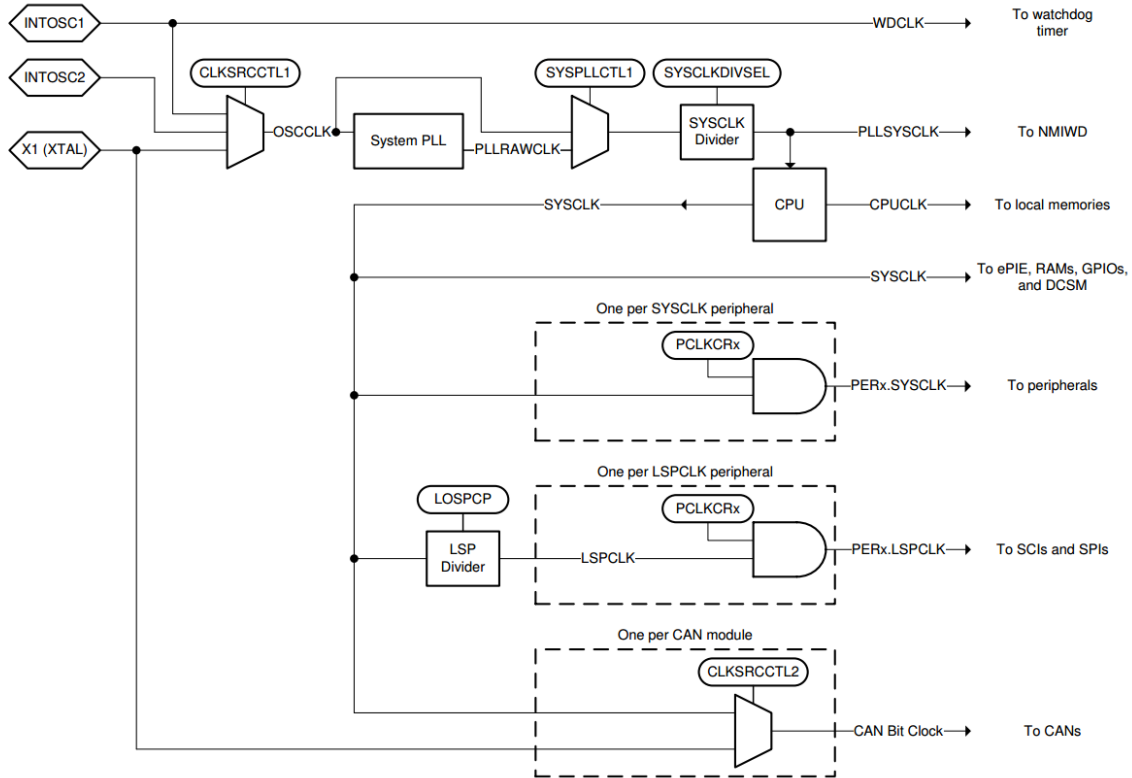 INTOSC1
WDCLK
To watchdog
timer
INTOSC2
CLKSRCCTL1
SYSPLLCTL1
SYSCLKDIVSEL
X1 (XTAL)
OSCCLK
System PLL
PLLRAWCLK
SYSCLK
Divider
PLLSYSCLK
To NMIWD
SYSCLK
CPU
CPUCLK
To local memories
SYSCLK
To ePIE, RAMs, GPIOs,
and DCSM
One per SYSCLK peripheral
PCLKCRx
PERx.SYSCLK
To peripherals
One per LSPCLK peripheral
LOSPCP
PCLKCRx
LSP
Divider
LSPCLK
PERx.LSPCLK
To SCIs and SPIs
One per CAN module
CLKSRCCTL2
CAN Bit Clock
To CANs